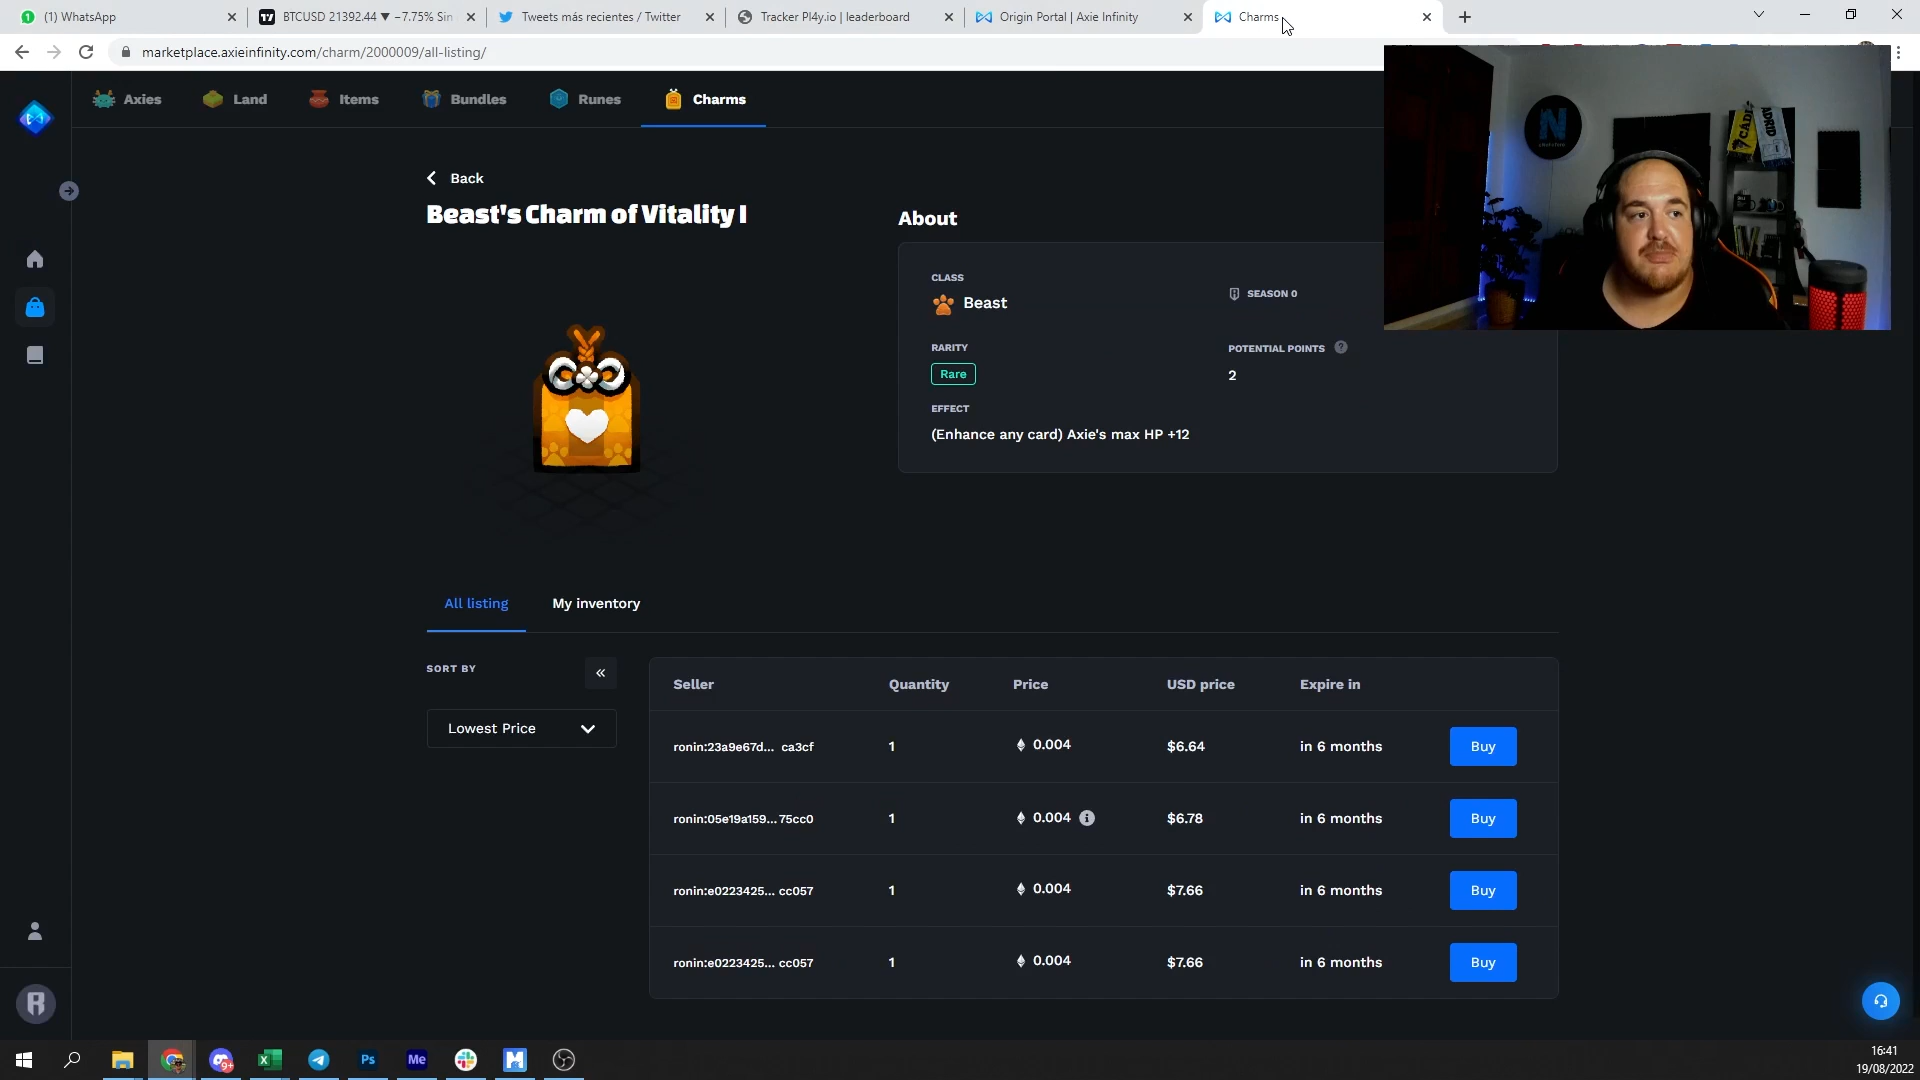 (1) WhatsApp
BTCUSD 21392.44 ▼ −7.75% Sin
Tweets más recientes / Twitter
Tracker Pl4y.io | leaderboard
Origin Portal | Axie Infinity
Charms
marketplace.axieinfinity.com/charm/2000009/all-listing/
Axies
Land
Items
Bundles
Runes
Charms
Back
Beast's Charm of Vitality I
About
CLASS
Beast
SEASON 0
RARITY
Rare
POTENTIAL POINTS
2
EFFECT
(Enhance any card) Axie's max HP +12
All listing
My inventory
SORT BY
Lowest Price
Seller Quantity Price USD price Expire in
ronin:23a9e67d... ca3cf 1 0.004 $6.64 in 6 months Buy
ronin:05e19a159...75cc0 1 0.004 $6.78 in 6 months Buy
ronin:e0223425... cc057 1 0.004 $7.66 in 6 months Buy
ronin:e0223425... cc057 1 0.004 $7.66 in 6 months Buy
N
CADI
MADRID
9+
Ps
Me
16:41
19/08/2022